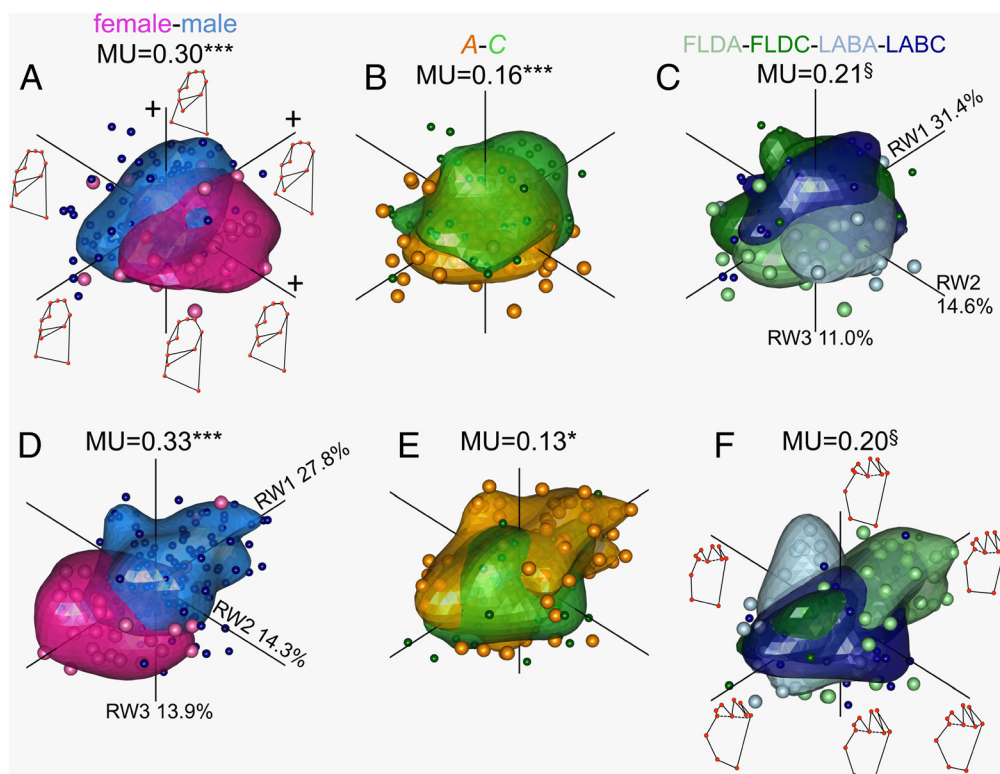 female-male
MU=0.30***
A
+
+
+
A-C
MU=0.16***
B
FLDA-FLDC-LABA-LABC
MU=0.21§
C
RW1 31.4%
RW2
14.6%
RW3 11.0%
D
MU=0.33***
RW1 27.8%
RW2 14.3%
RW3 13.9%
E
MU=0.13*
F
MU=0.20§